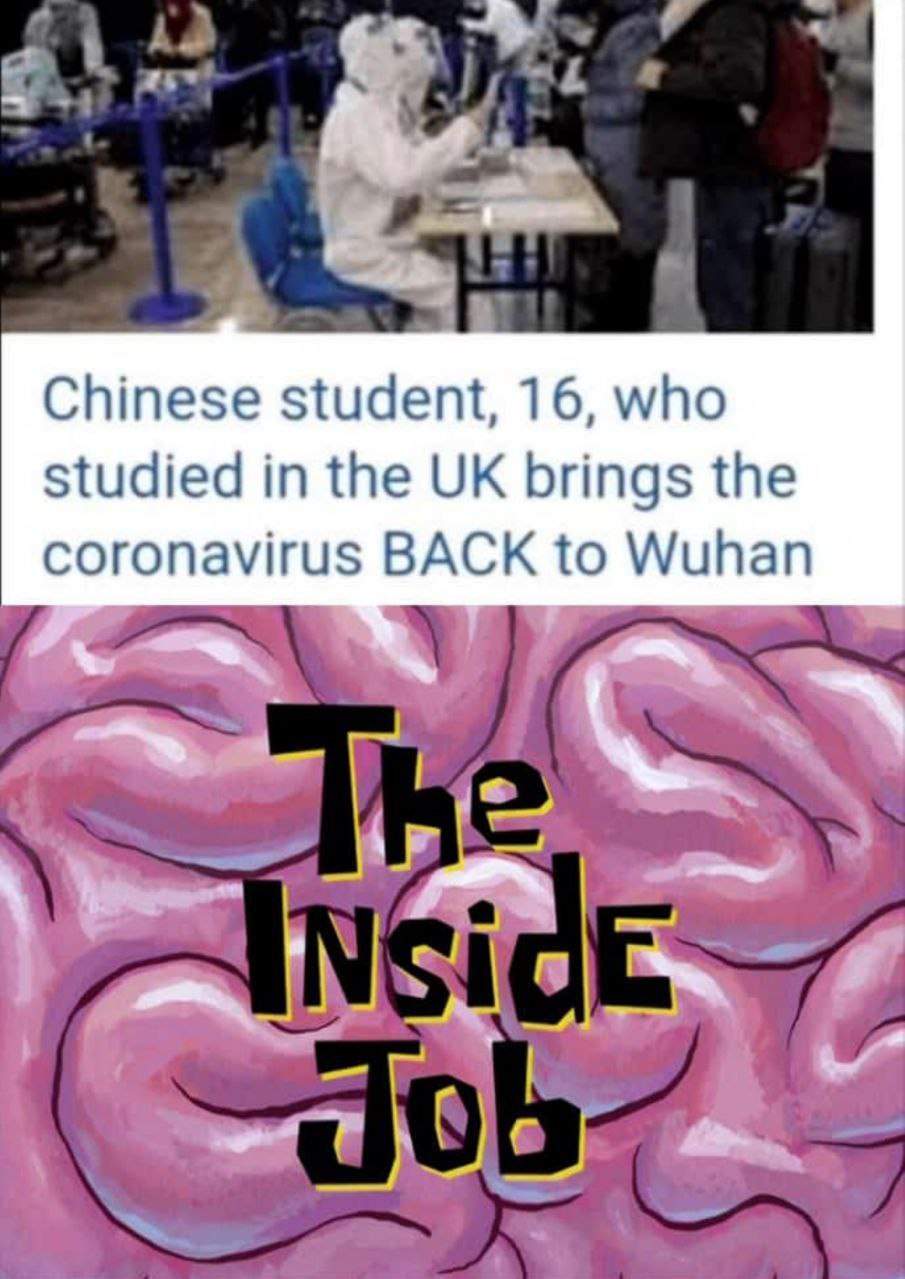 Chinese student, 16, who
studied in the UK brings the
coronavirus BACK to Wuhan
The
INSidE
Job